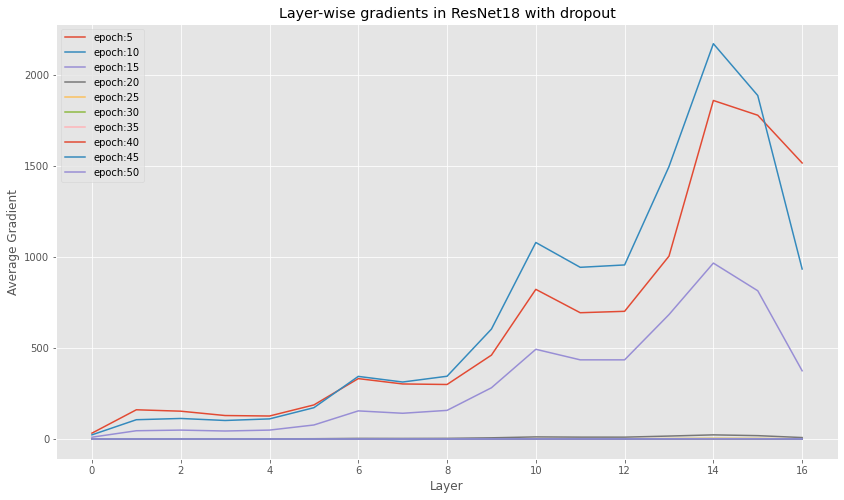 Layer-wise gradients in ResNet18 with dropout
epoch:5
epoch:10
epoch:15
epoch:20
epoch:25
epoch:30
epoch:35
epoch:40
epoch:45
epoch:50
Average Gradient
2000
1500
1000
500
0
0 2 4 6 8 10 12 14 16
Layer